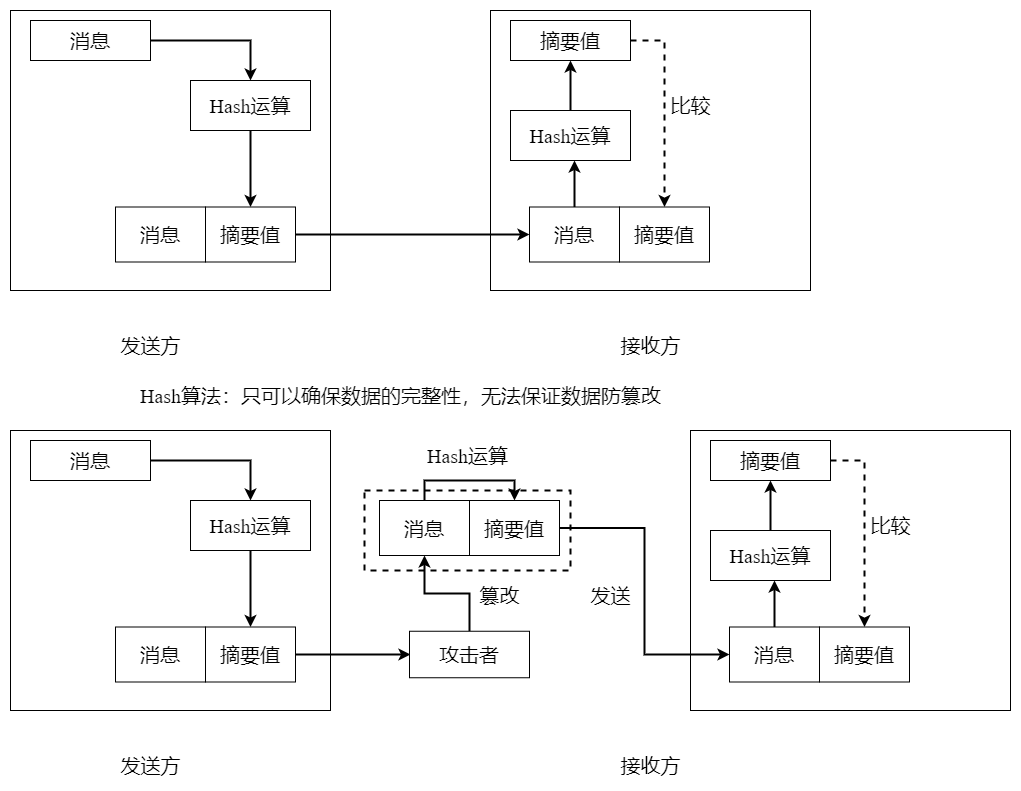 消息
Hash运算
消息
摘要值
摘要值
比较
Hash运算
消息
摘要值
发送方
接收方
Hash算法：只可以确保数据的完整性，无法保证数据防篡改
消息
Hash运算
消息
摘要值
Hash运算
消息
摘要值
篡改
攻击者
发送
摘要值
比较
Hash运算
消息
摘要值
发送方
接收方